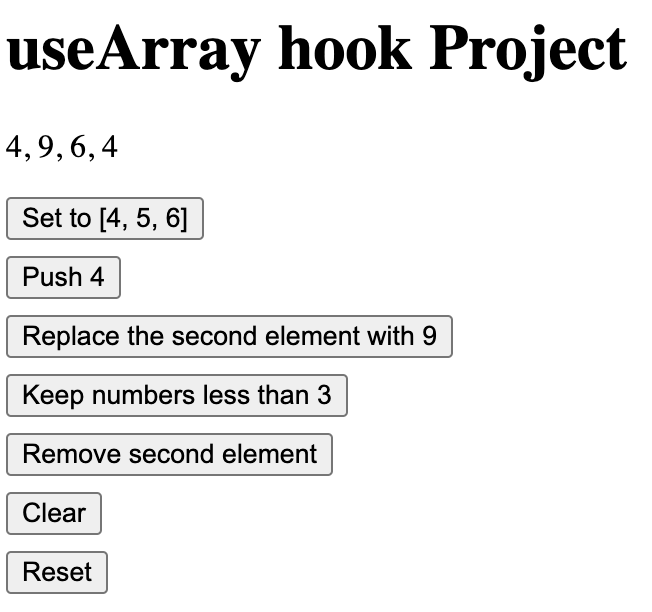 useArray hook Project
4, 9, 6, 4
Set to [4, 5, 6]
Push 4
Replace the second element with 9
Keep numbers less than 3
Remove second element
Clear
Reset